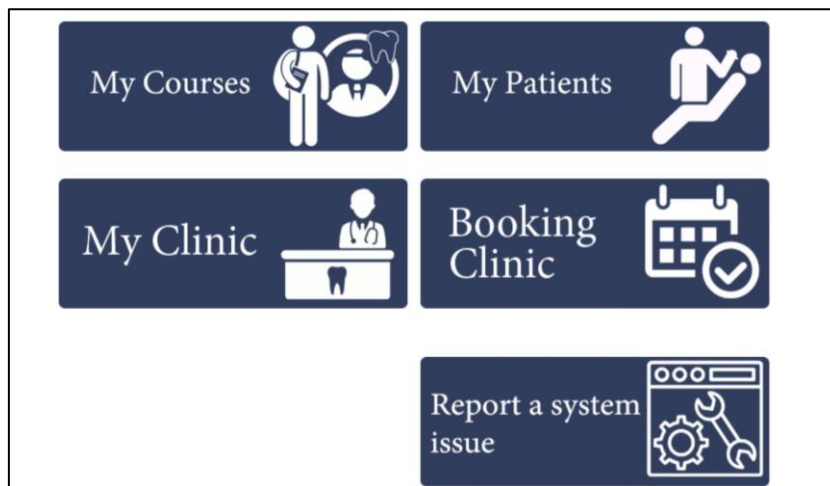 My Courses
My Patients
My Clinic
Booking
Clinic
Report a system
issue